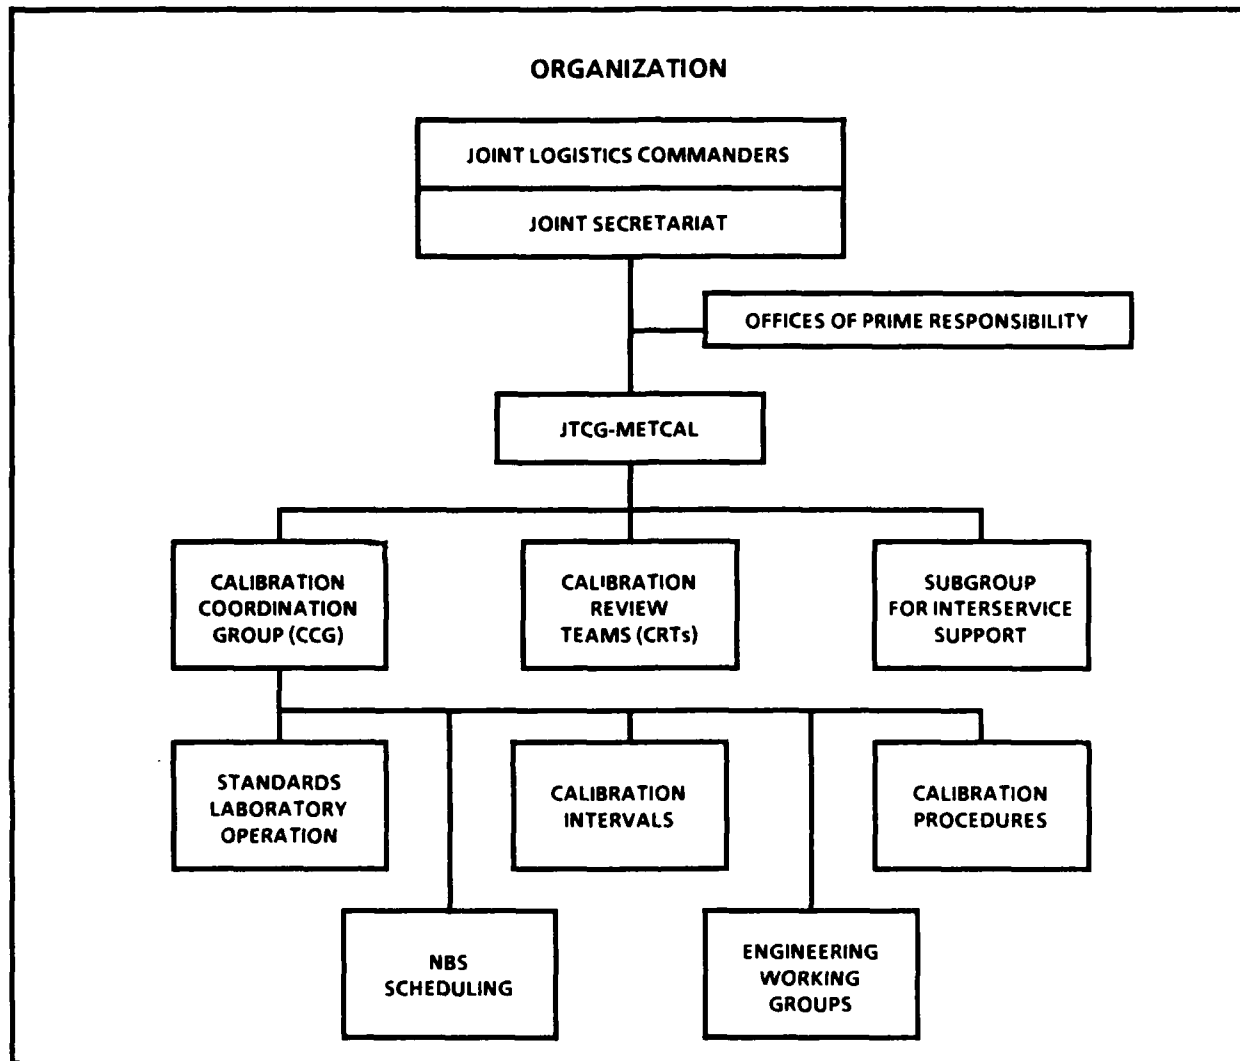 ORGANIZATION
JOINT LOGISTICS COMMANDERS
JOINT SECRETARIAT
OFFICES OF PRIME RESPONSIBILITY
JTCG-METCAL
CALIBRATION
COORDINATION
GROUP (CCG)
CALIBRATION
REVIEW
TEAMS (CRTs)
SUBGROUP
FOR INTERSERVICE
SUPPORT
STANDARDS
LABORATORY
OPERATION
CALIBRATION
INTERVALS
CALIBRATION
PROCEDURES
NBS
SCHEDULING
ENGINEERING
WORKING
GROUPS